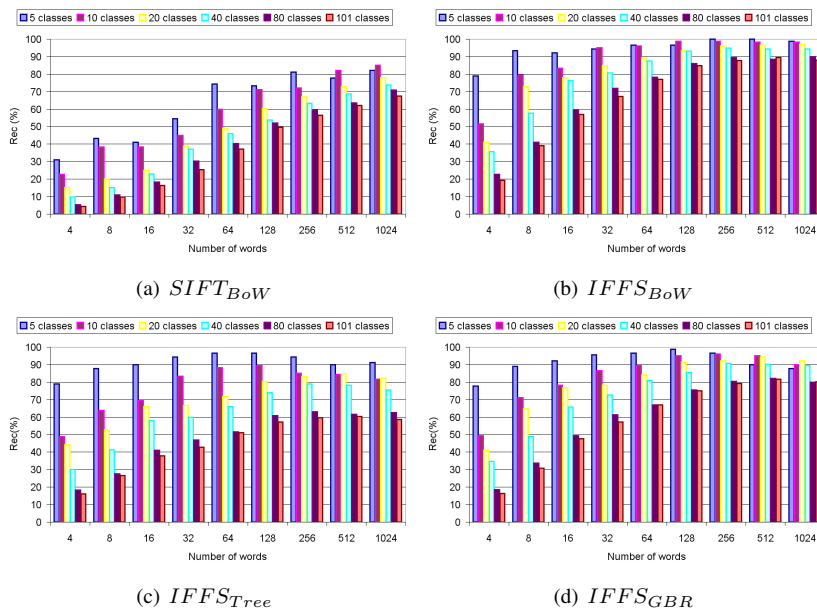 5 classes 10 classes 20 classes 40 classes 80 classes 101 classes
100
90
80
70
60
50
40
30
20
10
0
Rec (%)
4 8 16 32 64 128 256 512 1024
Number of words
(a) SIFT_BoW
5 classes 10 classes 20 classes 40 classes 80 classes 101 classes
100
90
80
70
60
50
40
30
20
10
0
Rec (%)
4 8 16 32 64 128 256 512 1024
Number of words
(b) IFFS_BoW
5 classes 10 classes 20 classes 40 classes 80 classes 101 classes
100
90
80
70
60
50
40
30
20
10
0
Rec(%)
4 8 16 32 64 128 256 512 1024
Number of words
(c) IFFS_Tree
5 classes 10 classes 20 classes 40 classes 80 classes 101 classes
100
90
80
70
60
50
40
30
20
10
0
Rec(%)
4 8 16 32 64 128 256 512 1024
Number of words
(d) IFFS_GBR